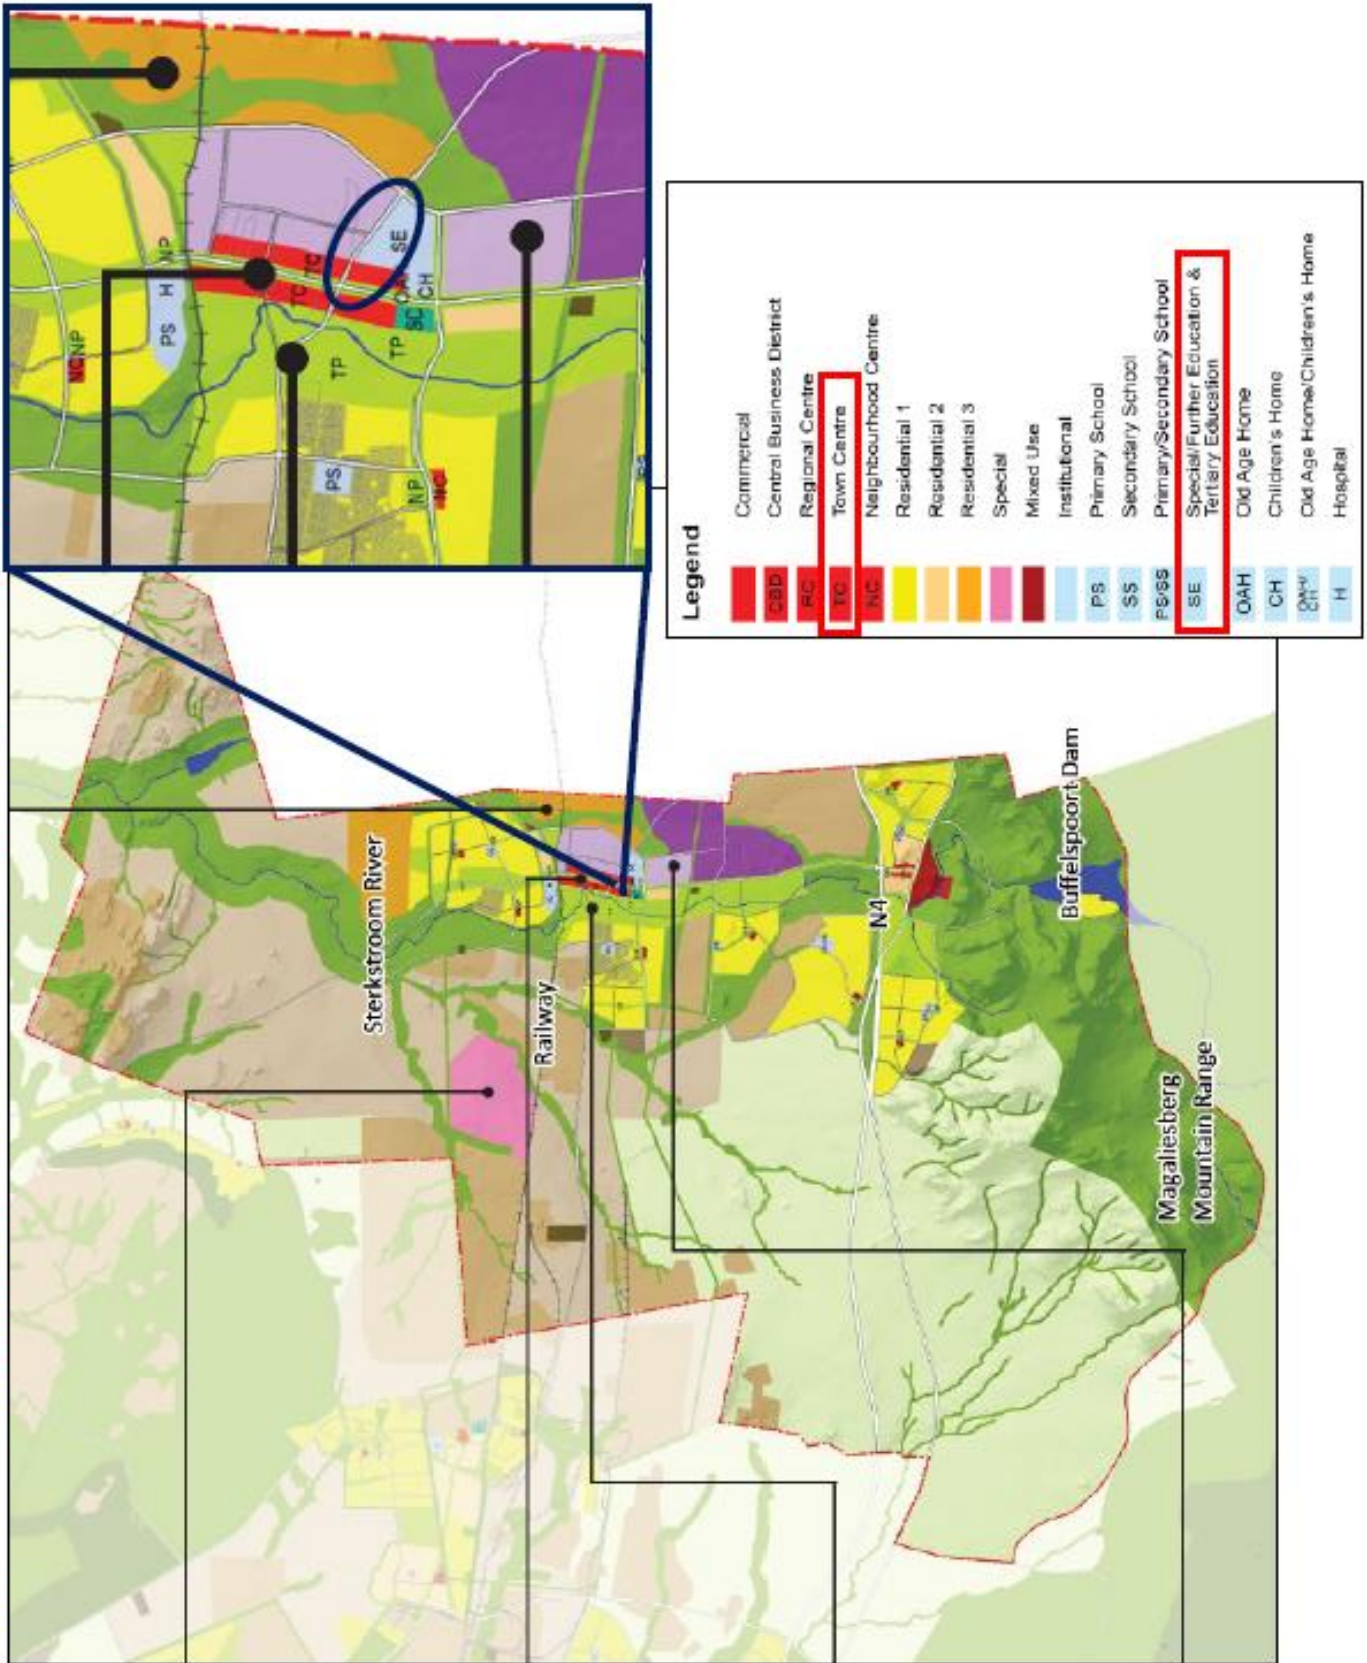 NC
NP
PS
H
NP
TC
TC
TP
TP
SC
OAH
CH
SE
PS
NP
NC
Sterkstroom River
Railway
N4
Buffelspoort Dam
Magaliesberg
Mountain Range
Legend
Commercial
CBD Central Business District
RC Regional Centre
TC Town Centre
NC Neighbourhood Centre
Residential 1
Residential 2
Residential 3
Special
Mixed Use
Institutional
PS Primary School
SS Secondary School
PS/SS Primary/Secondary School
SE Special/Further Education &
Tertiary Education
OAH Old Age Home
CH Children's Home
OAH/
CH Old Age Home/Children's Home
H Hospital